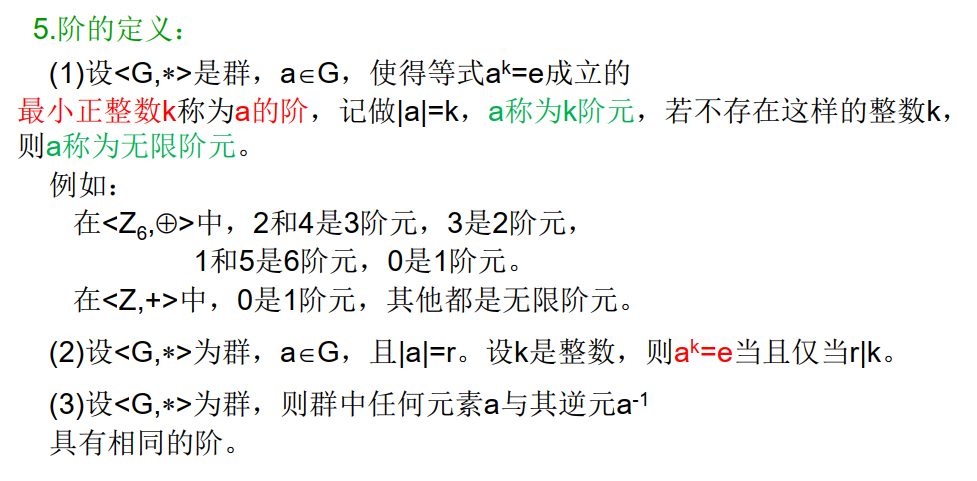 5.阶的定义：
(1)设<G,∗>是群，a∈G，使得等式aᵏ=e成立的
最小正整数k称为a的阶，记做|a|=k，a称为k阶元，若不存在这样的整数k，
则a称为无限阶元。
例如：
在<Z₆,⊕>中，2和4是3阶元，3是2阶元，
1和5是6阶元，0是1阶元。
在<Z,+>中，0是1阶元，其他都是无限阶元。
(2)设<G,∗>为群，a∈G，且|a|=r。设k是整数，则aᵏ=e当且仅当r|k。
(3)设<G,∗>为群，则群中任何元素a与其逆元a⁻¹
具有相同的阶。